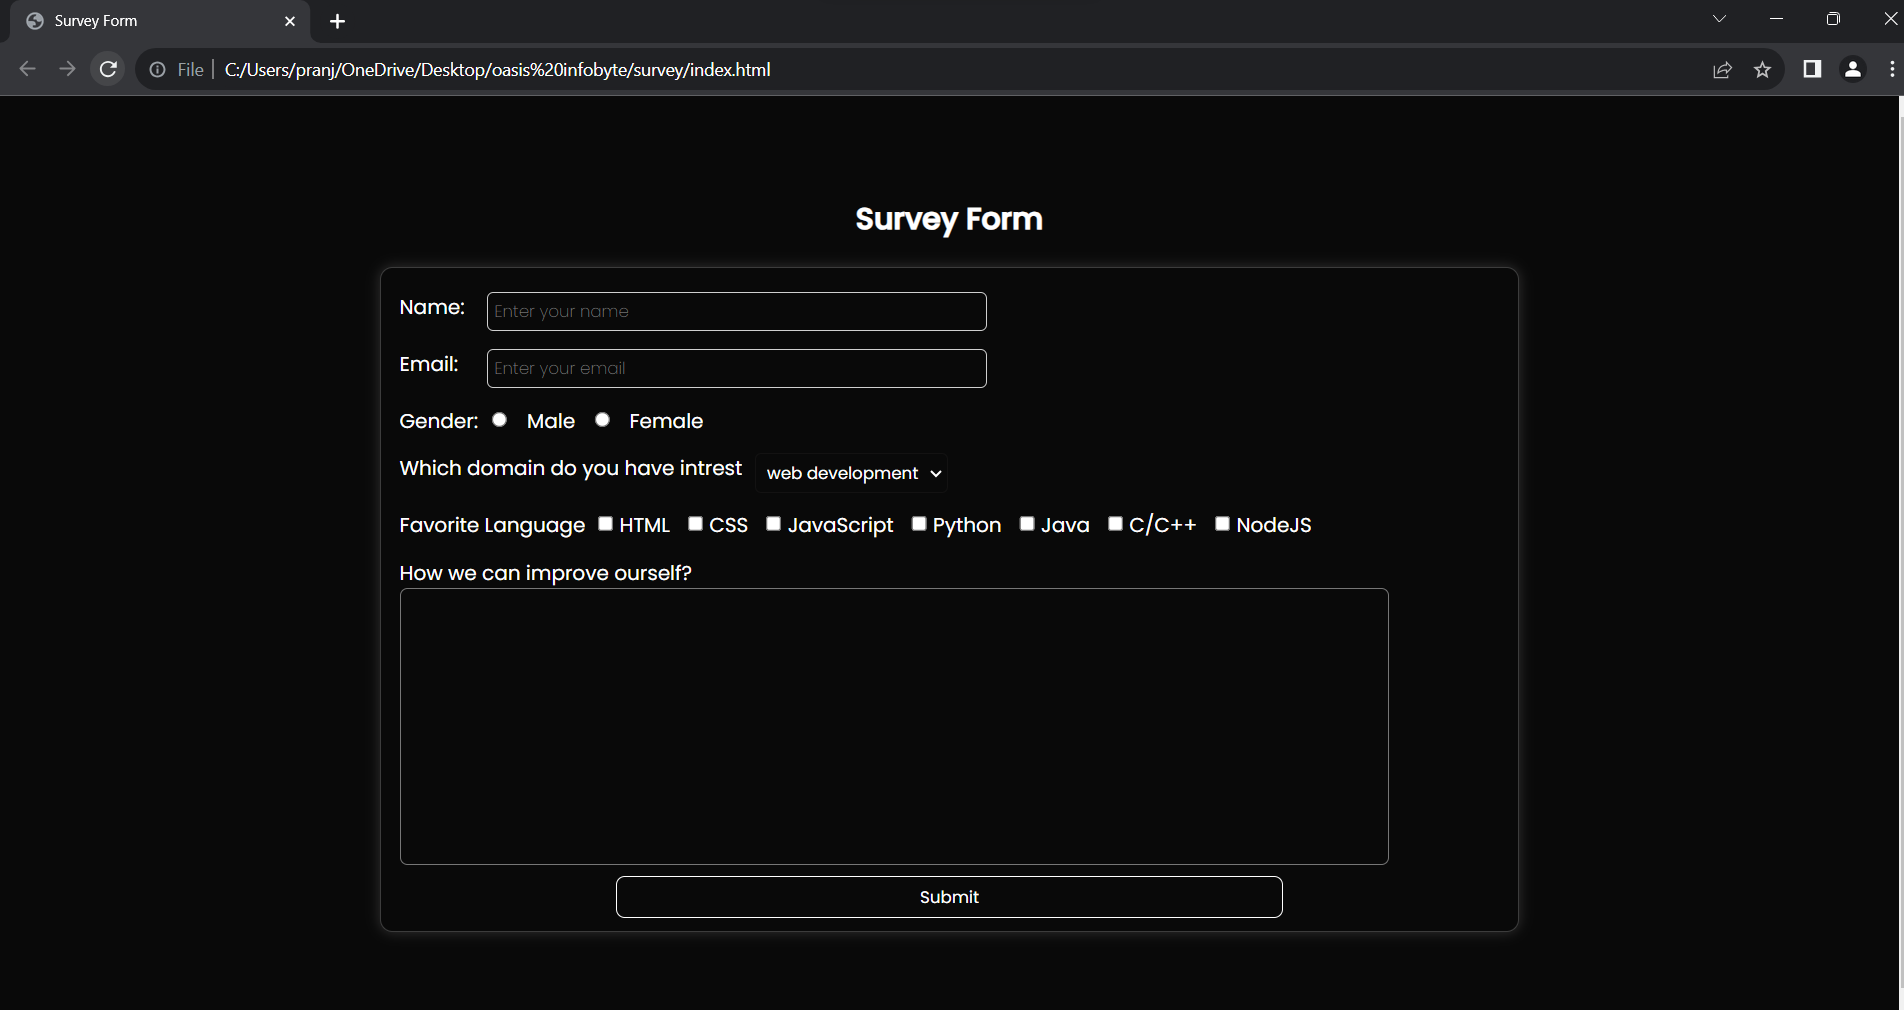 Survey Form
File C:/Users/pranj/OneDrive/Desktop/oasis%20infobyte/survey/index.html
Survey Form
Name: Enter your name
Email: Enter your email
Gender: Male Female
Which domain do you have intrest web development
Favorite Language HTML CSS JavaScript Python Java C/C++ NodeJS
How we can improve ourself?
Submit